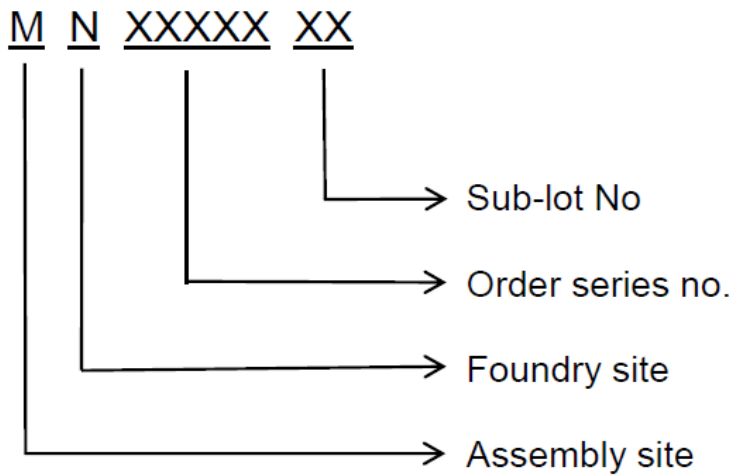 M N XXXXX XX
Sub-lot No
Order series no.
Foundry site
Assembly site